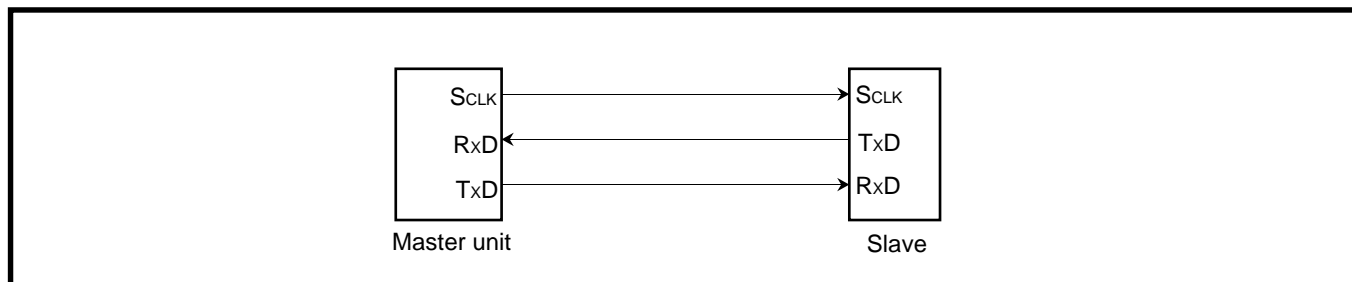 SCLK
RXD
TXD
Master unit
SCLK
TXD
RXD
Slave